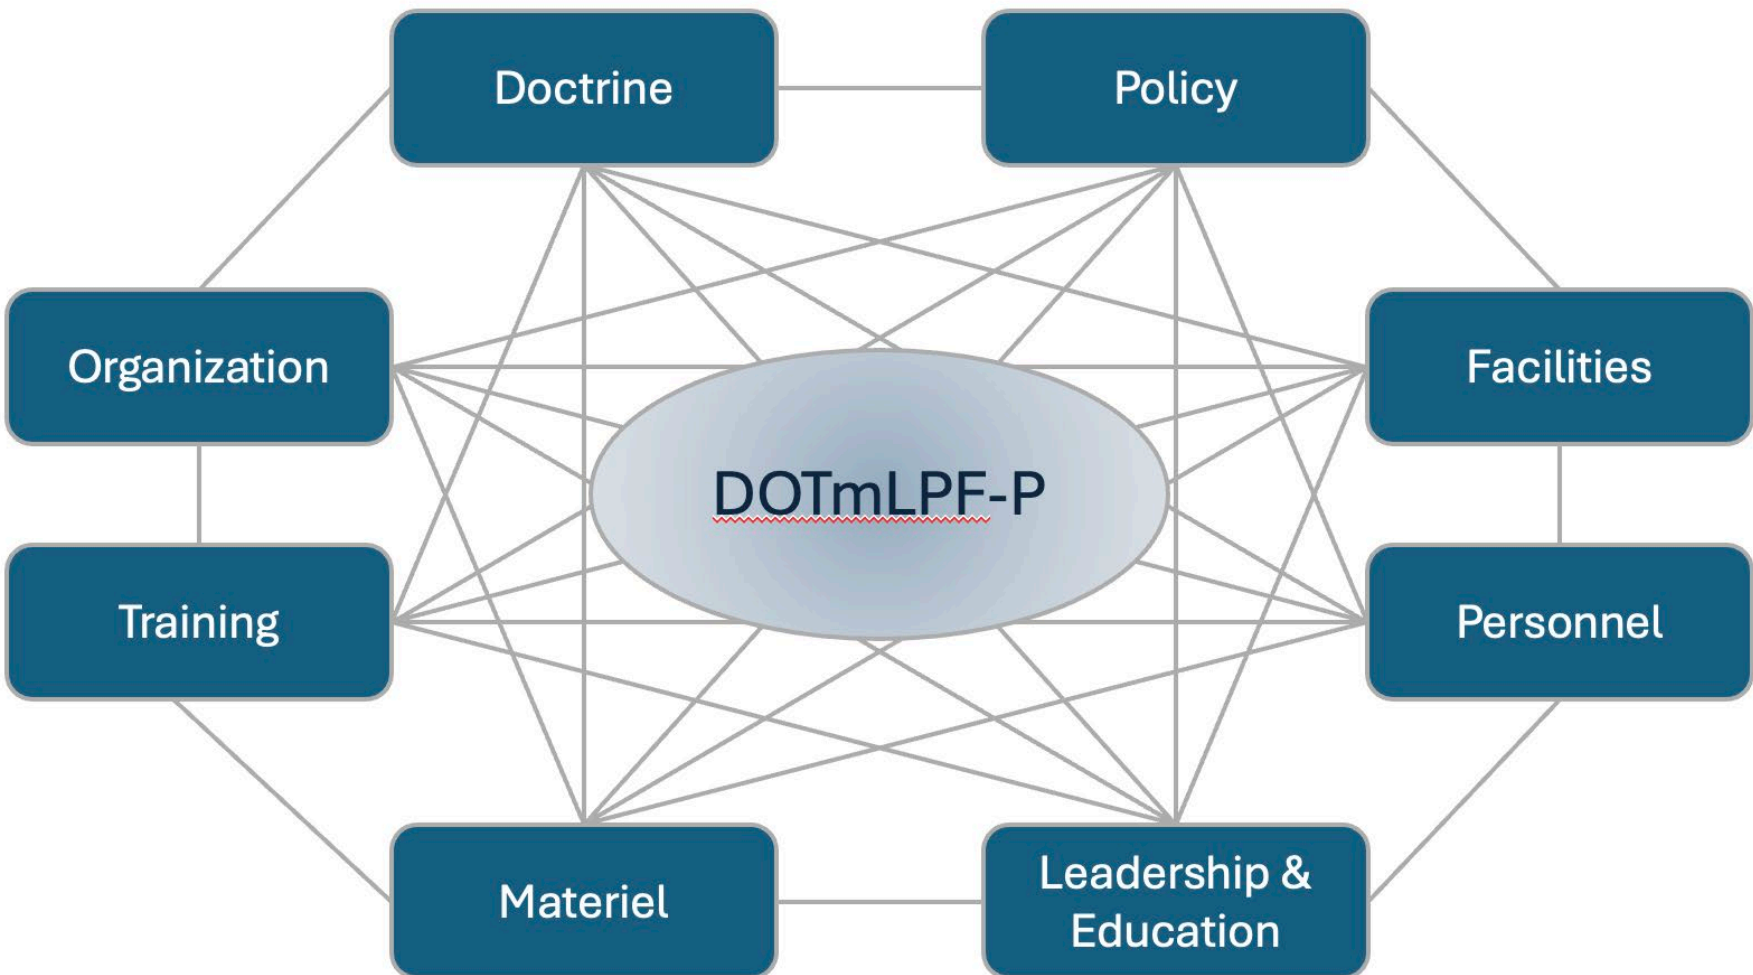 Doctrine
Policy
Organization
Facilities
DOTmLPF-P
Training
Personnel
Materiel
Leadership &
Education